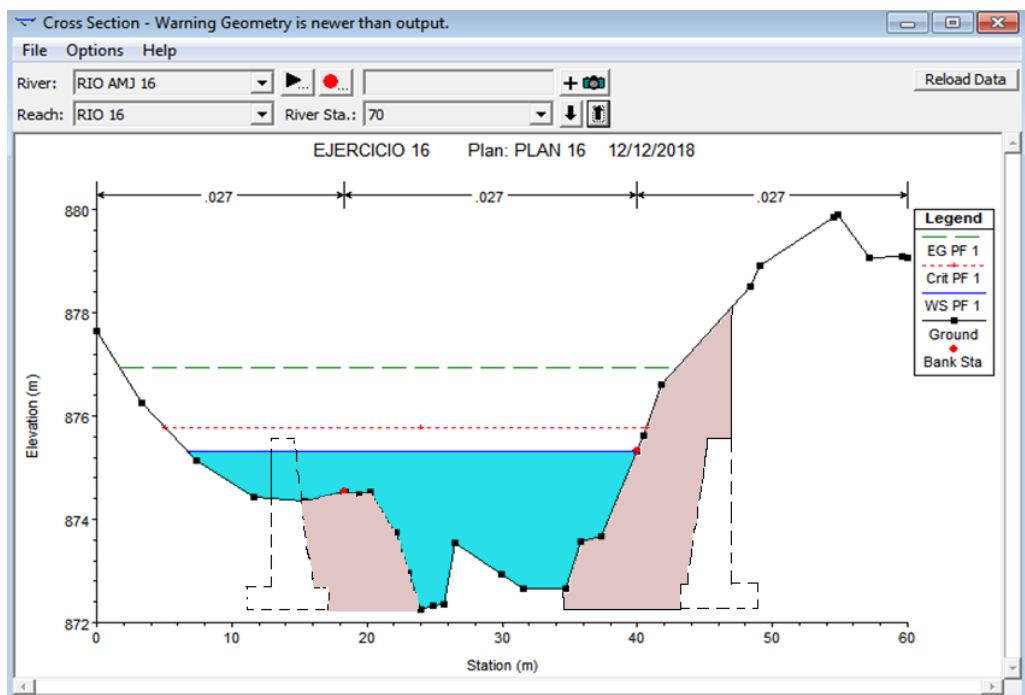 Cross Section - Warning Geometry is newer than output.
File Options Help
River: RIO AMJ 16
Reload Data
Reach: RIO 16 River Sta.: 70
EJERCICIO 16 Plan: PLAN 16 12/12/2018
.027 .027 .027
Legend
EG PF 1
Crit PF 1
WS PF 1
Ground
Bank Sta
880
878
876
874
872
Elevation (m)
0 10 20 30 40 50 60
Station (m)